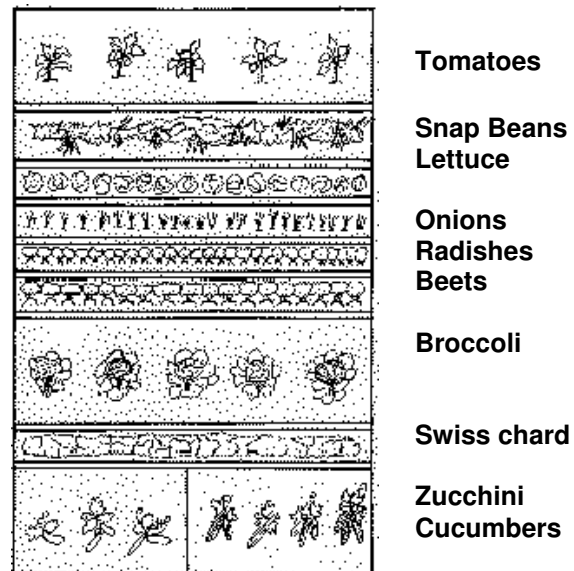 Tomatoes
Snap Beans
Lettuce
Onions
Radishes
Beets
Broccoli
Swiss chard
Zucchini
Cucumbers